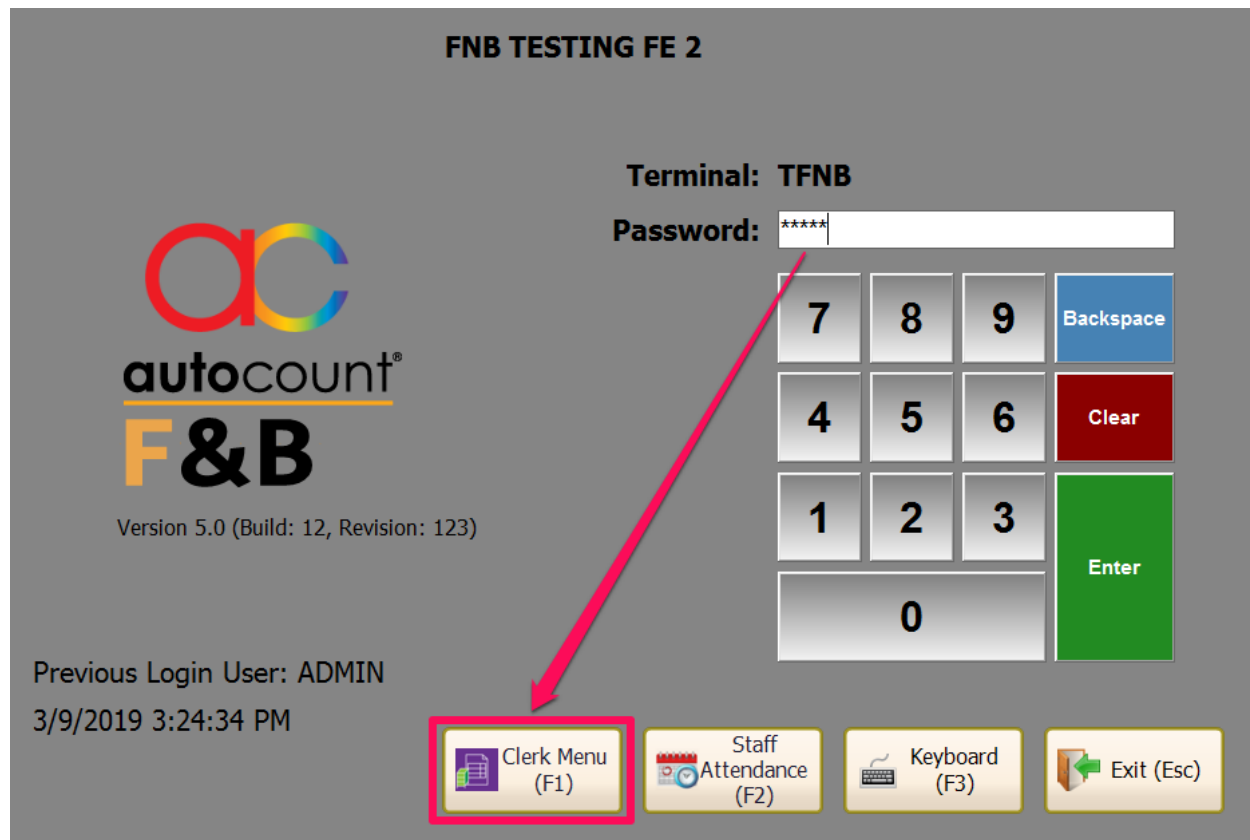 FNB TESTING FE 2
Terminal: TFNB
Password: *****
7 8 9 Backspace
4 5 6 Clear
1 2 3
Enter
0
ac
autocount®
F&B
Version 5.0 (Build: 12, Revision: 123)
Previous Login User: ADMIN
3/9/2019 3:24:34 PM
Clerk Menu
(F1)
Staff
Attendance
(F2)
Keyboard
(F3)
Exit (Esc)